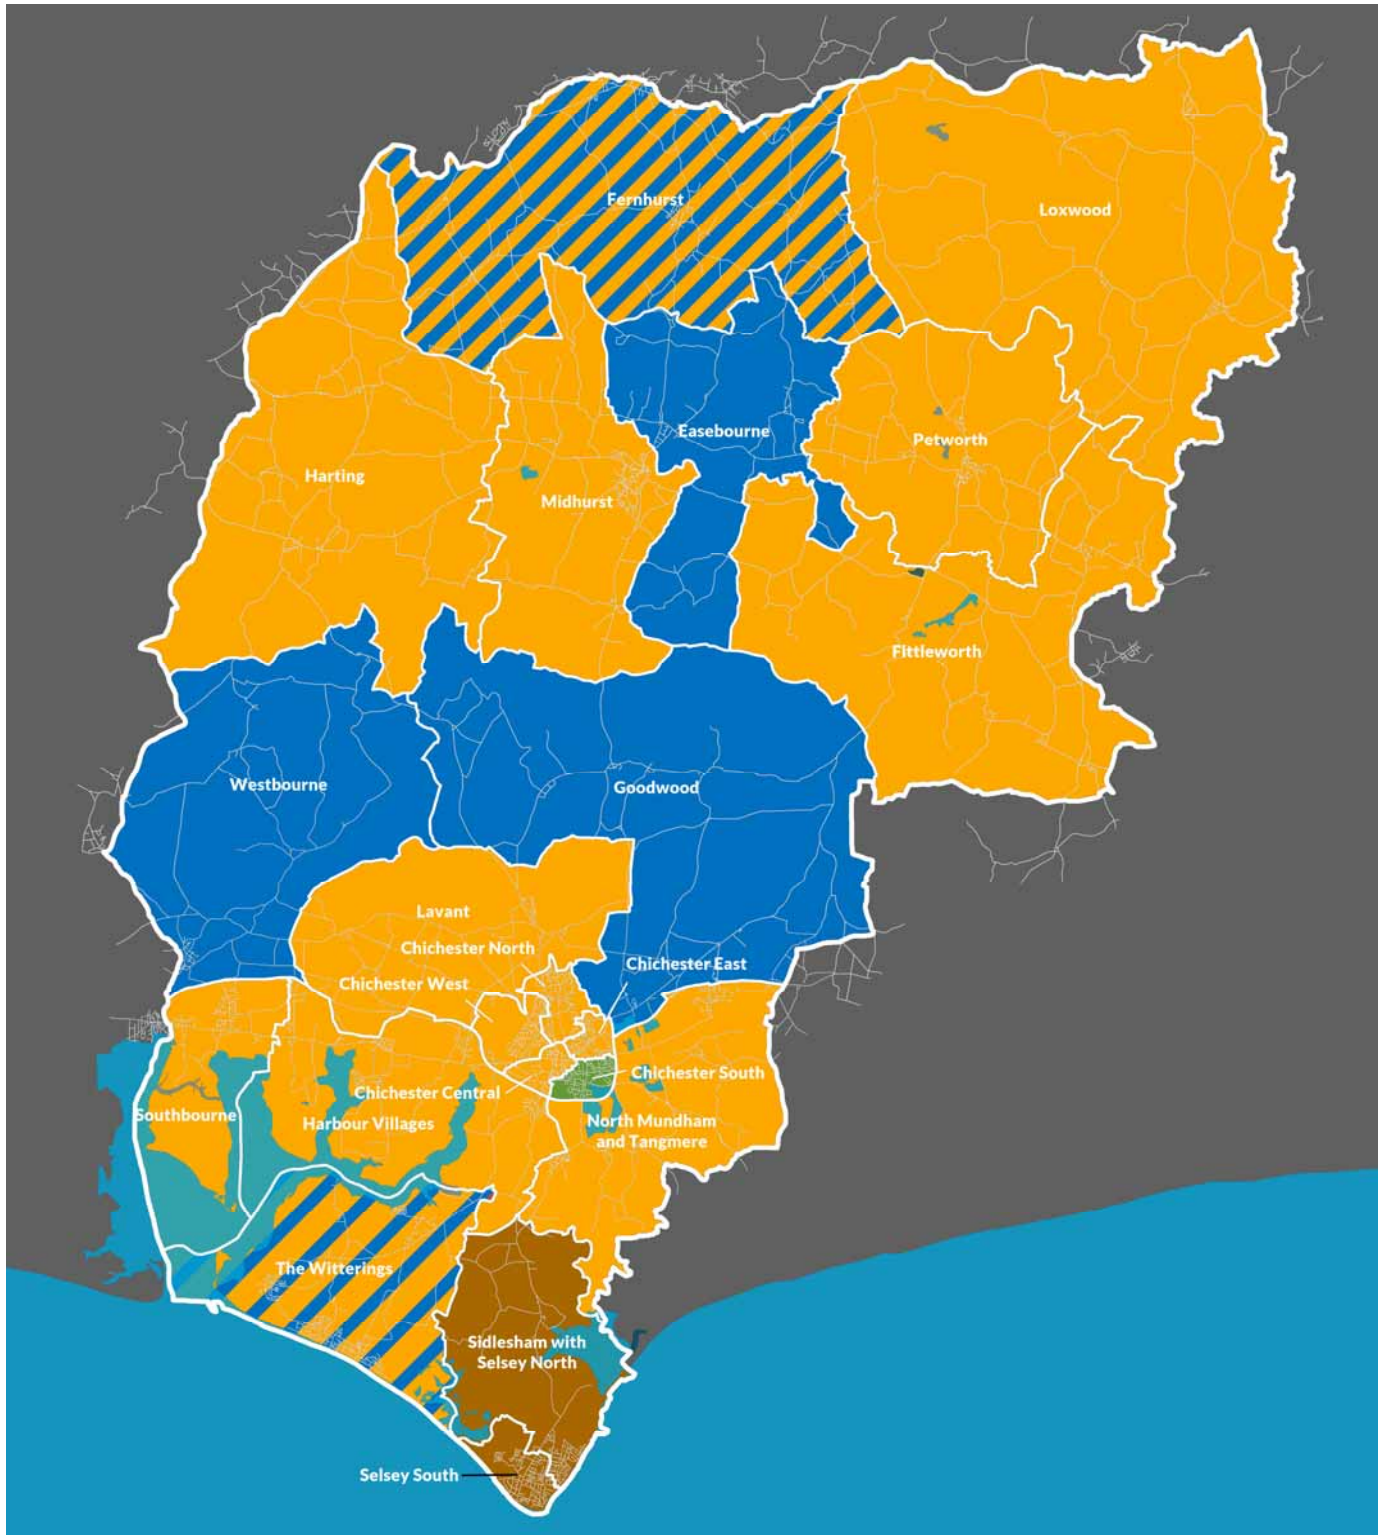 Fernhurst
Loxwood
Easebourne
Petworth
Harting
Midhurst
Fittleworth
Westbourne
Goodwood
Lavant
Chichester North
Chichester East
Chichester West
Chichester South
Chichester Central
Southbourne
Harbour Villages
North Mundham
and Tangmere
The Witterings
Sidlesham with
Selsey North
Selsey South